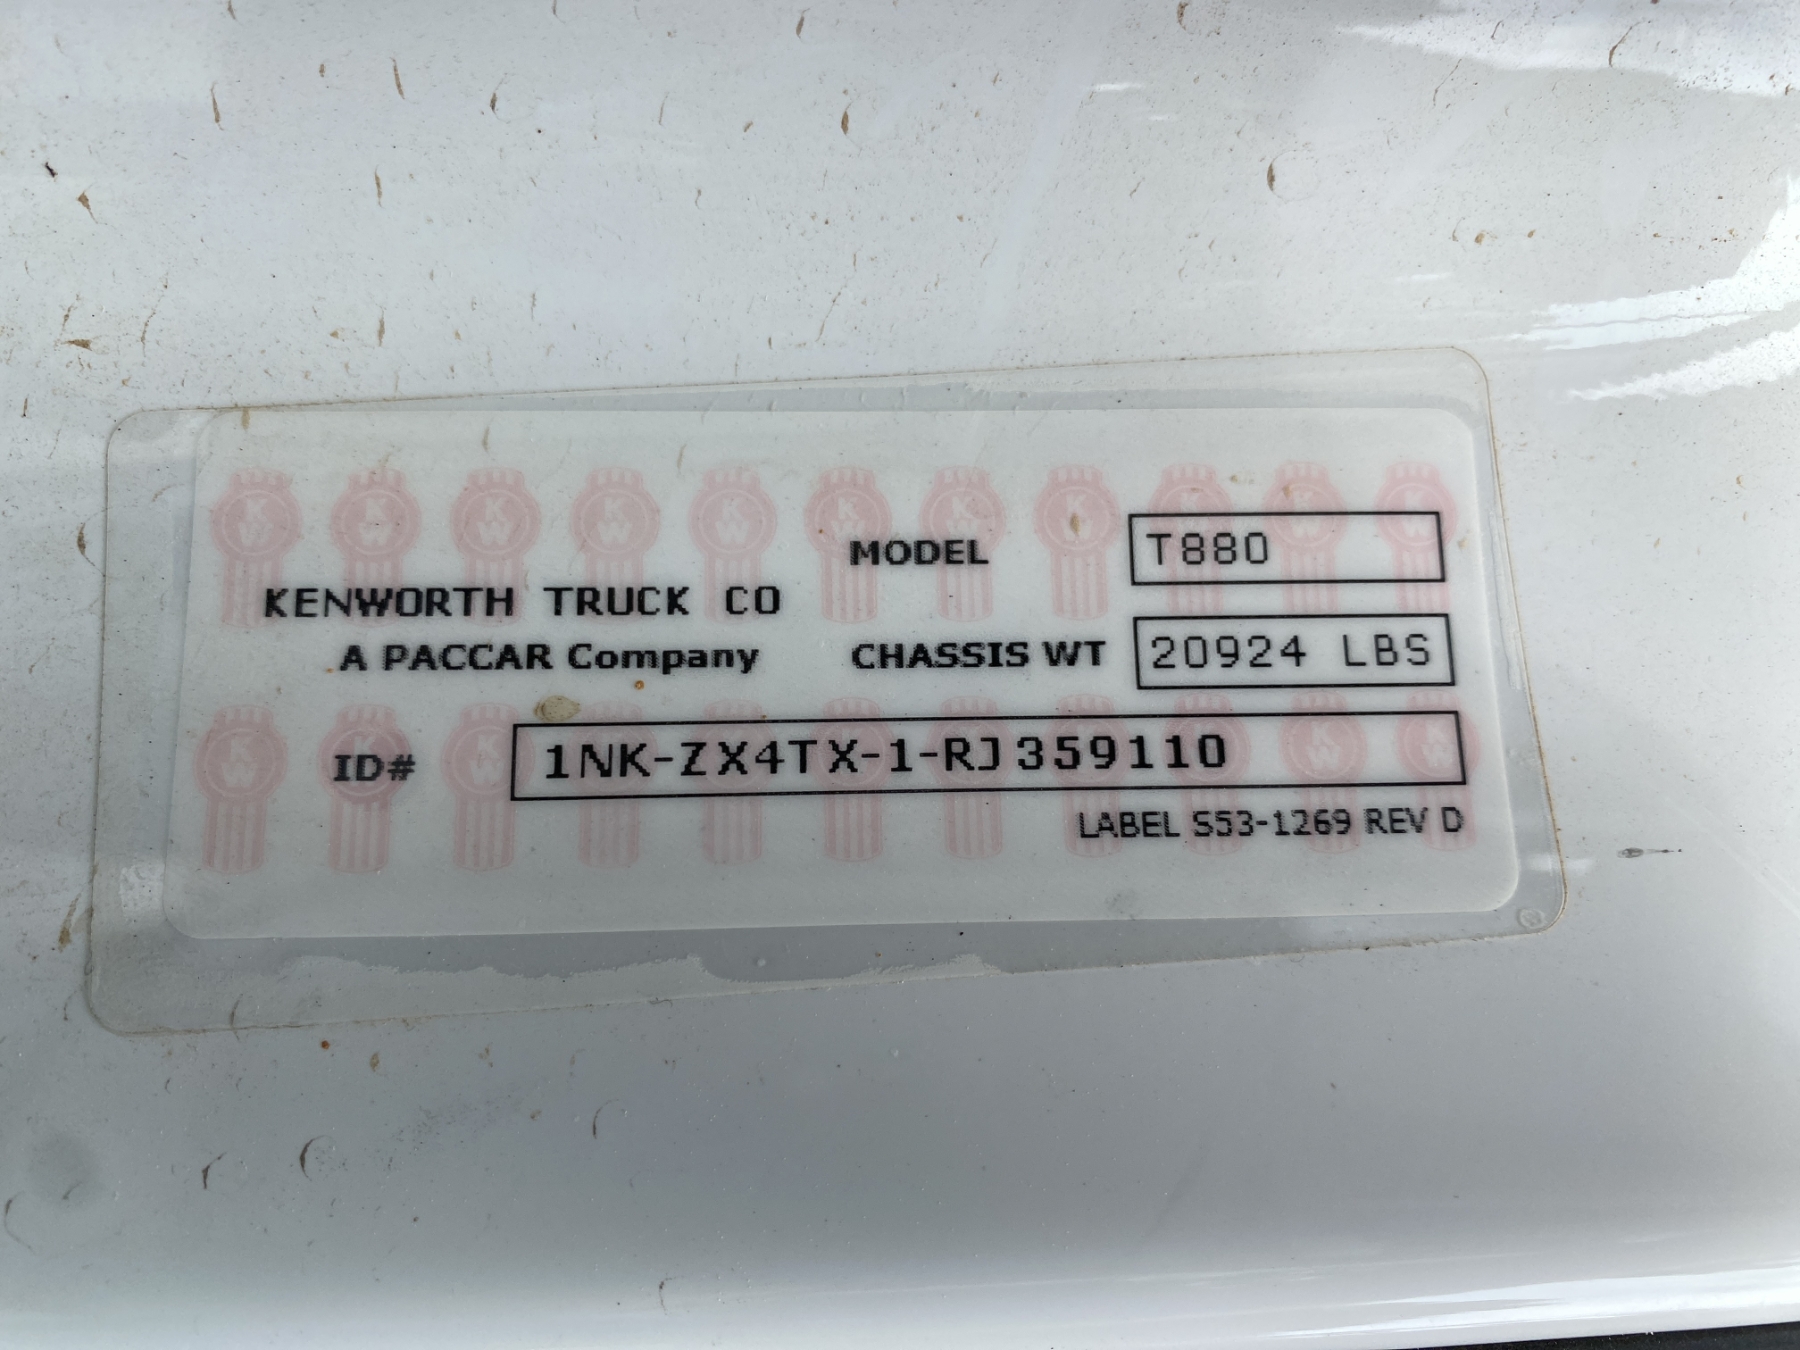 MODEL T880
KENWORTH TRUCK CO
A PACCAR Company
CHASSIS WT 20924 LBS
ID# 1NK-ZX4TX-1-RJ359110
LABEL S53-1269 REV D